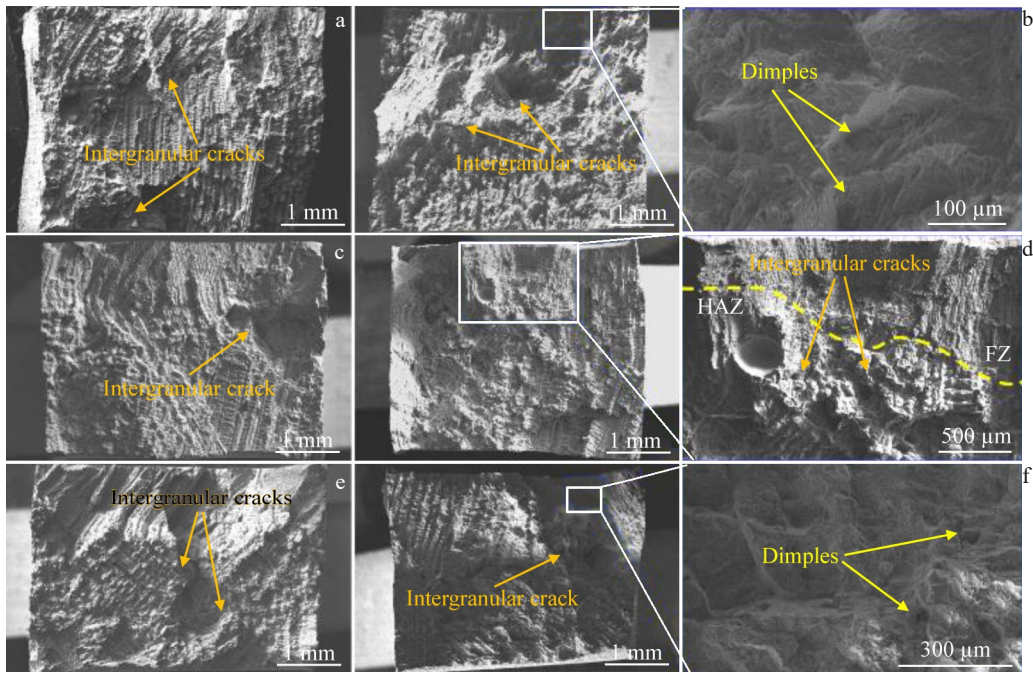 a
Intergranular cracks
1 mm
Intergranular cracks
1 mm
b
Dimples
100 μm
c
Intergranular crack
1 mm
1 mm
d
Intergranular cracks
HAZ
FZ
500 μm
e
Intergranular cracks
1 mm
Intergranular crack
1 mm
f
Dimples
300 μm